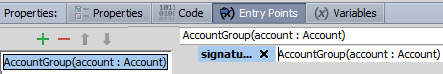 Properties: Properties Code Entry Points (x) Variables
AccountGroup(account : Account)
AccountGroup(account : Account)
signatu... AccountGroup(account : Account)